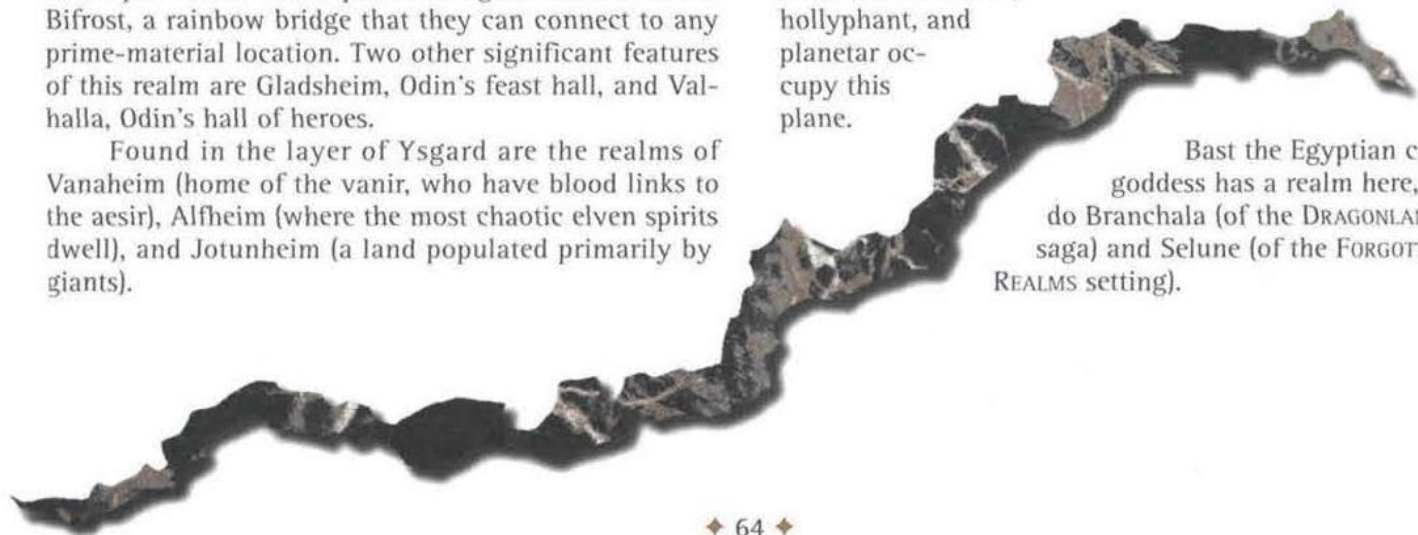 Bifrost, a rainbow bridge that they can connect to any
prime-material location. Two other significant features
of this realm are Gladsheim, Odin's feast hall, and Val-
halla, Odin's hall of heroes.
Found in the layer of Ysgard are the realms of
Vanaheim (home of the vanir, who have blood links to
the aesir), Alfheim (where the most chaotic elven spirits
dwell), and Jotunheim (a land populated primarily by
giants).
hollyphant, and
planetar oc-
cupy this
plane.
Bast the Egyptian
goddess has a realm here,
do Branchala (of the
saga) and Selune (of the
REALMS setting).
64